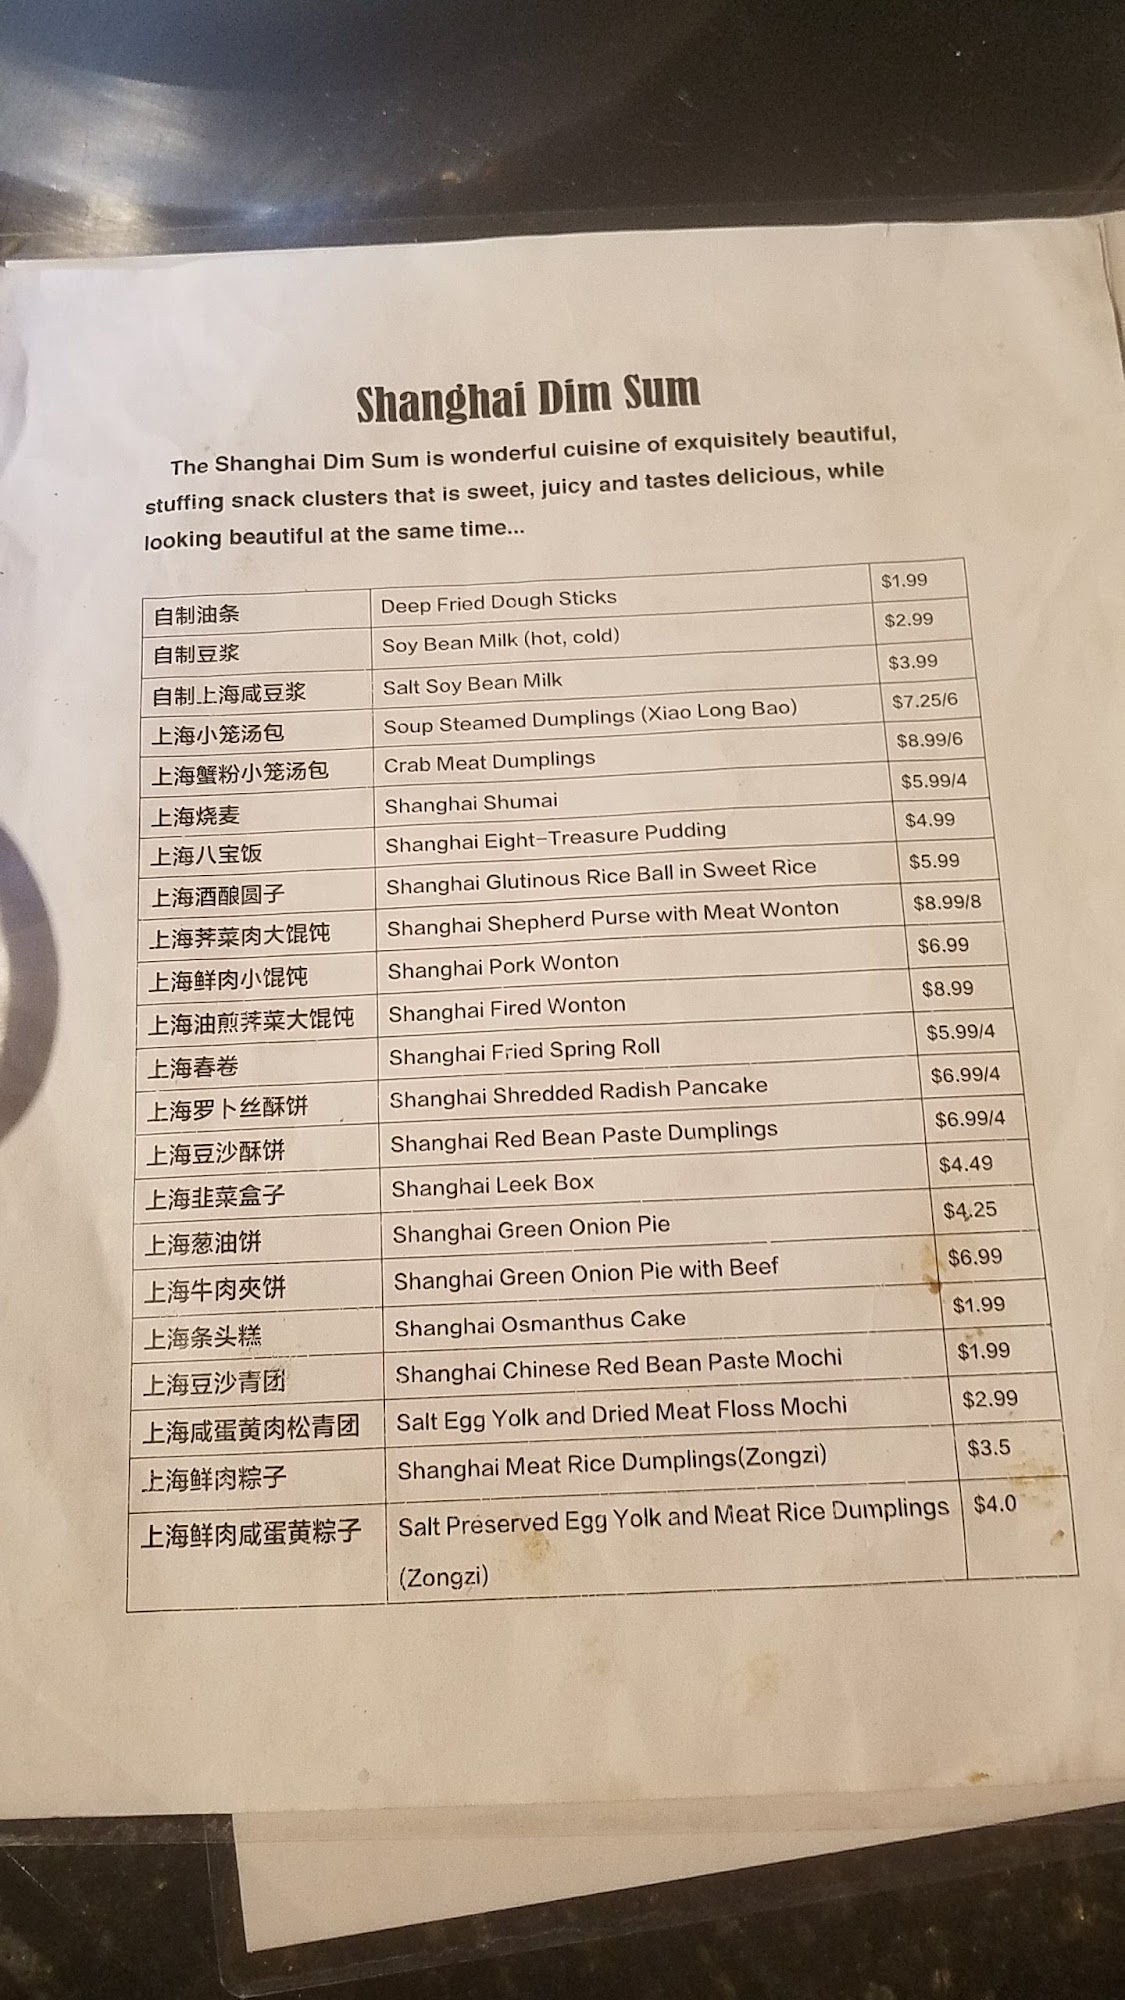 Shanghai Dim Sum
The Shanghai Dim Sum is wonderful cuisine of exquisitely beautiful,
stuffing snack clusters that is sweet, juicy and tastes delicious, while
looking beautiful at the same time...
自制油条 Deep Fried Dough Sticks $1.99
自制豆浆 Soy Bean Milk (hot, cold) $2.99
自制上海咸豆浆 Salt Soy Bean Milk $3.99
上海小笼汤包 Soup Steamed Dumplings (Xiao Long Bao) $7.25/6
上海蟹粉小笼汤包 Crab Meat Dumplings $8.99/6
上海烧麦 Shanghai Shumai $5.99/4
上海八宝饭 Shanghai Eight-Treasure Pudding $4.99
上海酒酿圆子 Shanghai Glutinous Rice Ball in Sweet Rice $5.99
上海荠菜肉大馄饨 Shanghai Shepherd Purse with Meat Wonton $8.99/8
上海鲜肉小馄饨 Shanghai Pork Wonton $6.99
上海油煎荠菜大馄饨 Shanghai Fired Wonton $8.99
上海春卷 Shanghai Fried Spring Roll $5.99/4
上海罗卜丝酥饼 Shanghai Shredded Radish Pancake $6.99/4
上海豆沙酥饼 Shanghai Red Bean Paste Dumplings $6.99/4
上海韭菜盒子 Shanghai Leek Box $4.49
上海葱油饼 Shanghai Green Onion Pie $4.25
上海牛肉夾饼 Shanghai Green Onion Pie with Beef $6.99
上海条头糕 Shanghai Osmanthus Cake $1.99
上海豆沙青团 Shanghai Chinese Red Bean Paste Mochi $1.99
上海咸蛋黄肉松青团 Salt Egg Yolk and Dried Meat Floss Mochi $2.99
上海鲜肉粽子 Shanghai Meat Rice Dumplings(Zongzi) $3.5
上海鲜肉咸蛋黄粽子 Salt Preserved Egg Yolk and Meat Rice Dumplings $4.0
(Zongzi)